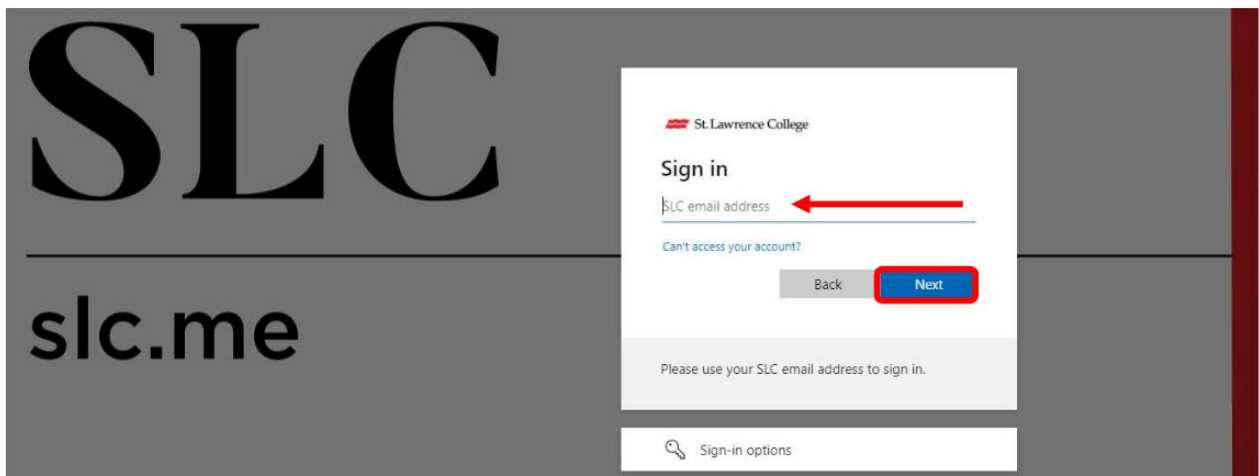 SLC
slc.me
St. Lawrence College
Sign in
SLC email address
Can't access your account?
Back
Next
Please use your SLC email address to sign in.
Sign-in options